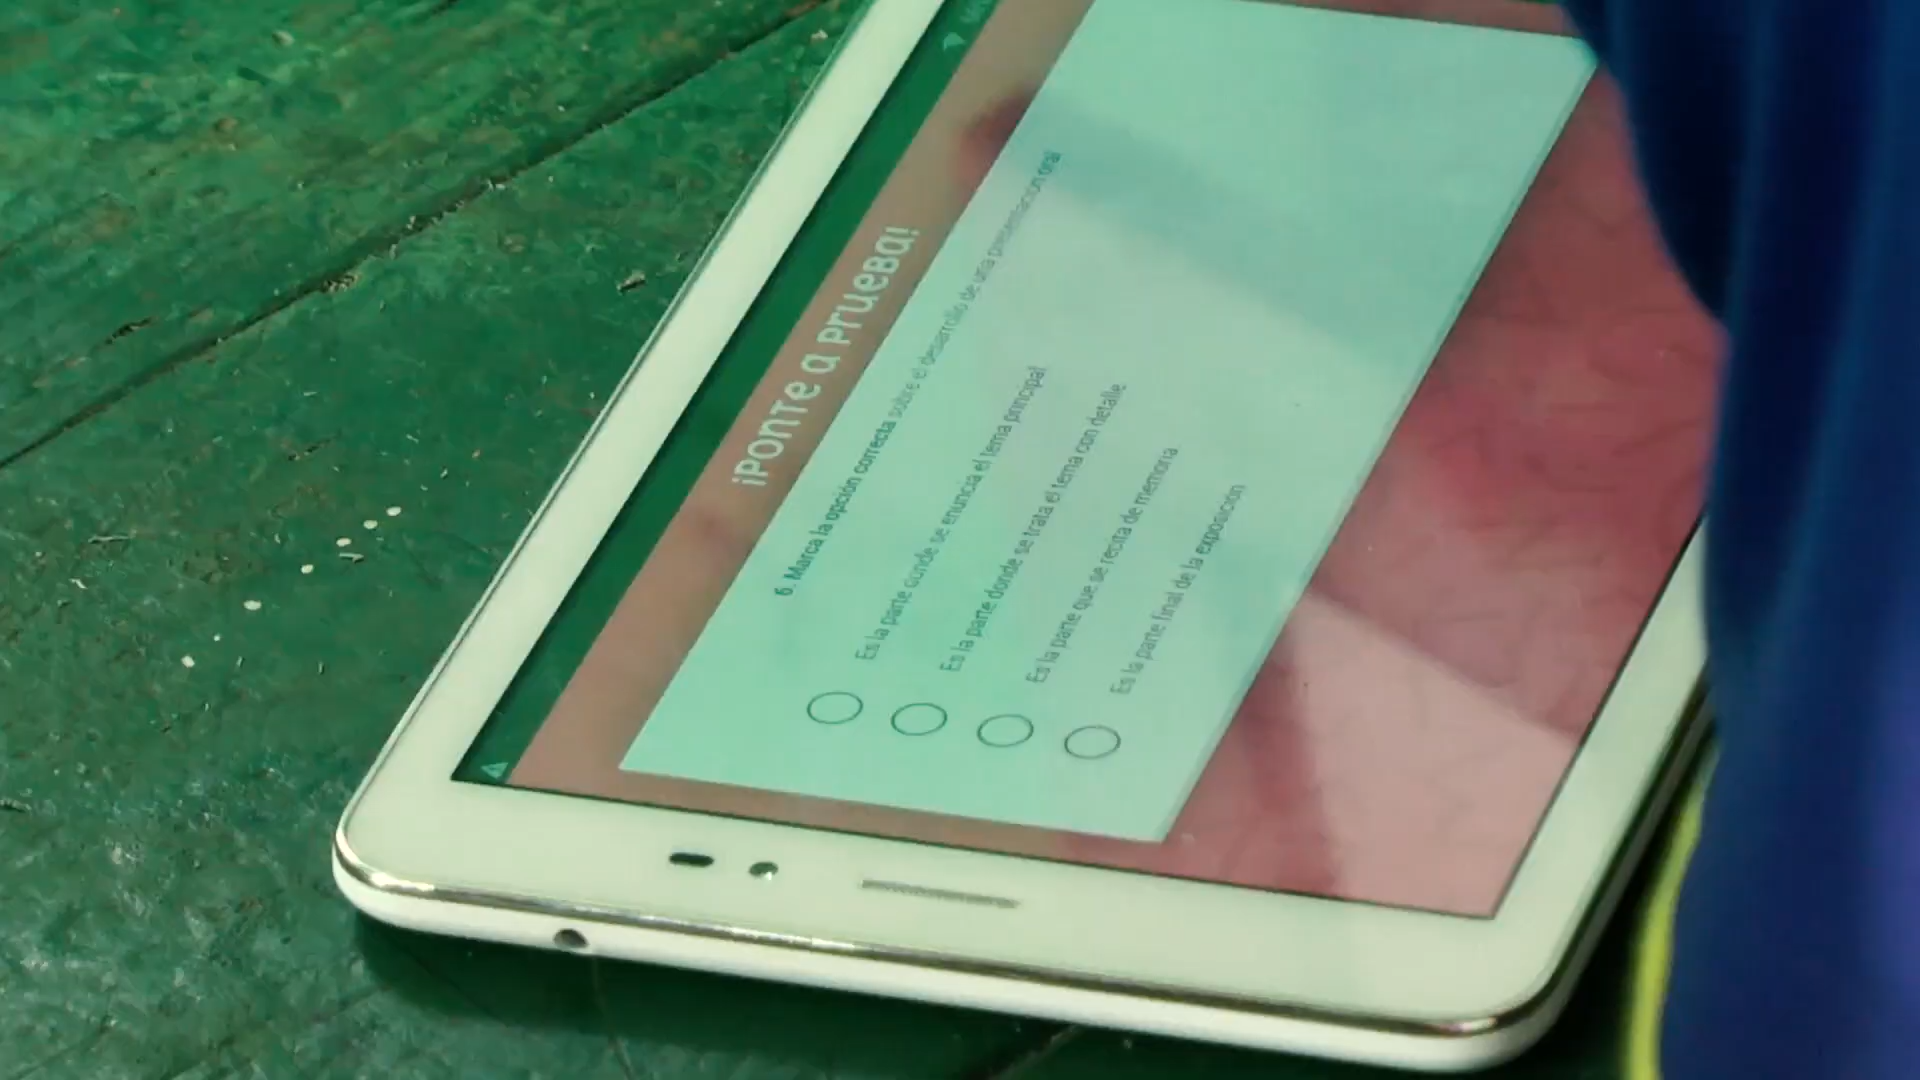 ¡Ponte a prueba!
6. Marca la opción correcta sobre el desarrollo de una presentación oral
Es la parte donde se enuncia el tema principal
Es la parte donde se trata el tema con detalle
Es la parte que se recita de memoria
Es la parte final de la exposición